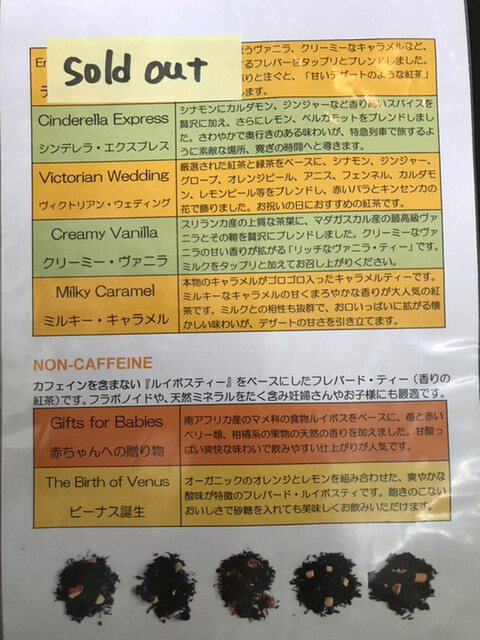 sold out
うヴァニラ、クリーミーなキャラメルなど、
するフレーバーをタップリとブレンドしました。
りと注ぐと、「甘いデザートのような紅茶」
ます。
Cinderella Express
シンデレラ・エクスプレス
シナモンにカルダモン、ジンジャーなど香り高いスパイスを
贅沢に加え、さらにレモン、ベルガモットをブレンドしまし
た。さわやかで奥行きのある味わいが、特急列車で旅するよう
に素敵な場所、寛ぎの時間へと導きます。
Victorian Wedding
ヴィクトリアン・ウェディング
厳選された紅茶と緑茶をベースに、シナモン、ジンジャー、
グローブ、オレンジピール、アニス、フェンネル、カルダモ
ン、レモンピール等をブレンドし、赤いバラとキンセンカの
花で飾りました。お祝いの日におすすめの紅茶です。
Creamy Vanilla
クリーミー・ヴァニラ
スリランカ産の上質な茶葉に、マダガスカル産の最高級ヴァ
ニラとその鞘を贅沢にブレンドしました。クリーミーなヴァ
ニラの甘い香りが拡がる「リッチなヴァニラ・ティー」です。
ミルクをタップリと加えてお召し上がりください。
Milky Caramel
ミルキー・キャラメル
本物のキャラメルがゴロゴロ入ったキャラメルティーです。
ミルキーなキャラメルの甘くまろやかな香りが大人気の紅
茶です。ミルクとの相性も抜群で、お口いっぱいに拡がる懐
かしい味わいが、デザートの甘さを引き立てます。
NON-CAFFEINE
カフェインを含まない『ルイボスティー』をベースにしたフレバード・ティー（香りの
紅茶）です。フラボノイドや、天然ミネラルをたく含み妊婦さんやお子様にも最適です。
Gifts for Babies
赤ちゃんへの贈り物
南アフリカ産のマメ科の食物ルイボスをベースに、苺と赤い
ベリー類、柑橘系の果物の天然の香りを加えました。甘酸
っぱい爽快な味わいで飲みやすい仕上がりが人気です。
The Birth of Venus
ビーナス誕生
オーガニックのオレンジとレモンを組み合わせた、爽やかな
酸味が特徴のフレバード・ルイボスティです。飽きのこない
おいしさで砂糖を入れても美味しくお飲みいただけます。